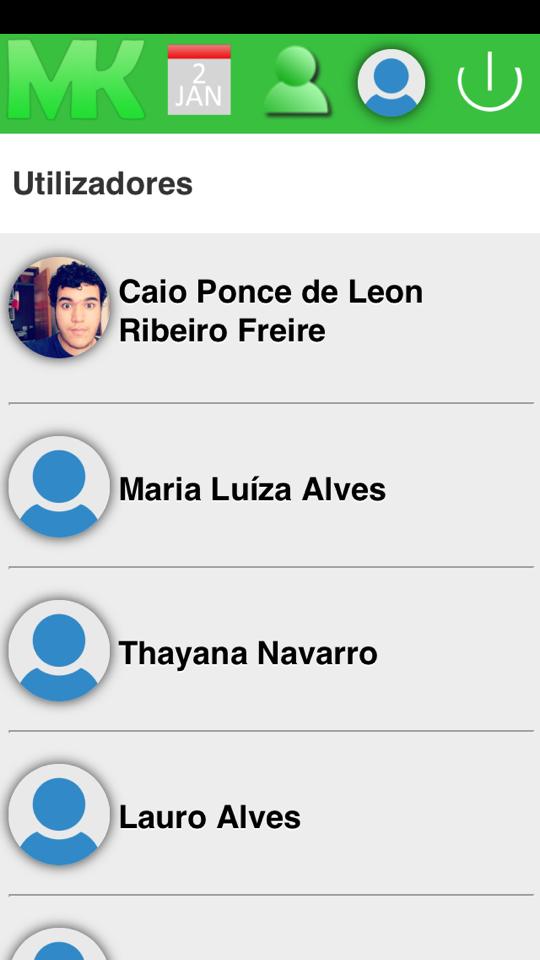 MK
2
JAN
Utilizadores
Caio Ponce de Leon
Ribeiro Freire
Maria Luíza Alves
Thayana Navarro
Lauro Alves